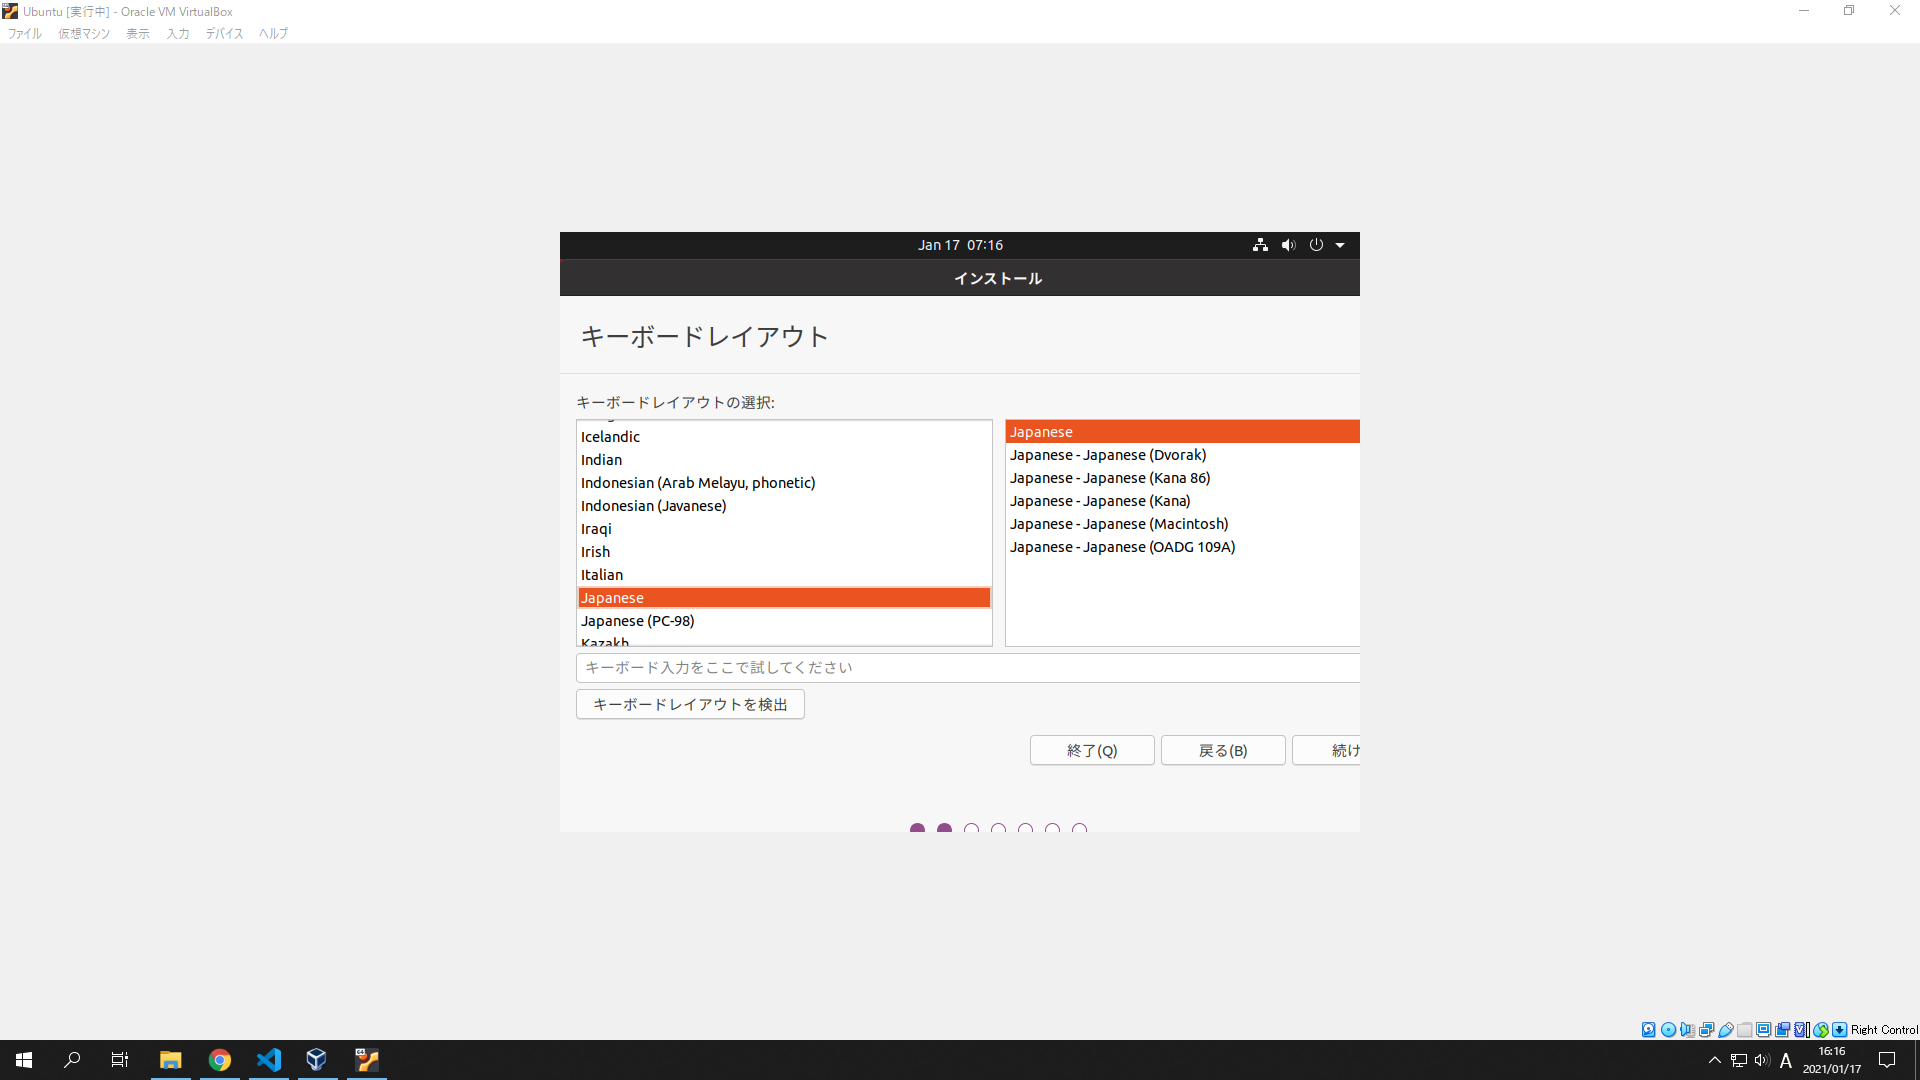 Ubuntu [実行中] - Oracle VM VirtualBox
ファイル 仮想マシン 表示 入力 デバイス ヘルプ
Jan 17 07:16
インストール
キーボードレイアウト
キーボードレイアウトの選択:
Icelandic
Indian
Indonesian (Arab Melayu, phonetic)
Indonesian (Javanese)
Iraqi
Irish
Italian
Japanese
Japanese (PC-98)
Kazakh
Japanese
Japanese - Japanese (Dvorak)
Japanese - Japanese (Kana 86)
Japanese - Japanese (Kana)
Japanese - Japanese (Macintosh)
Japanese - Japanese (OADG 109A)
キーボード入力をここで試してください
キーボードレイアウトを検出
終了(Q) 戻る(B) 続け
Right Control
A
16:16
2021/01/17